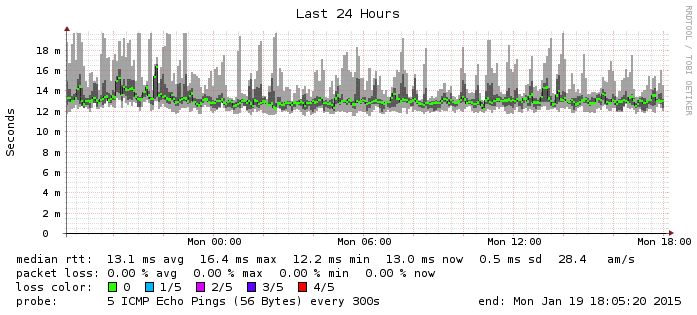 Last 24 Hours
RRDTOOL / TOBI OETIKER
Seconds
18 m
16 m
14 m
12 m
10 m
8 m
6 m
4 m
2 m
0
Mon 00:00 Mon 06:00 Mon 12:00 Mon 18:00
median rtt: 13.1 ms avg 16.4 ms max 12.2 ms min 13.0 ms now 0.5 ms sd 28.4 am/s
packet loss: 0.00 % avg 0.00 % max 0.00 % min 0.00 % now
loss color: 0 1/5 2/5 3/5 4/5
probe: 5 ICMP Echo Pings (56 Bytes) every 300s end: Mon Jan 19 18:05:20 2015